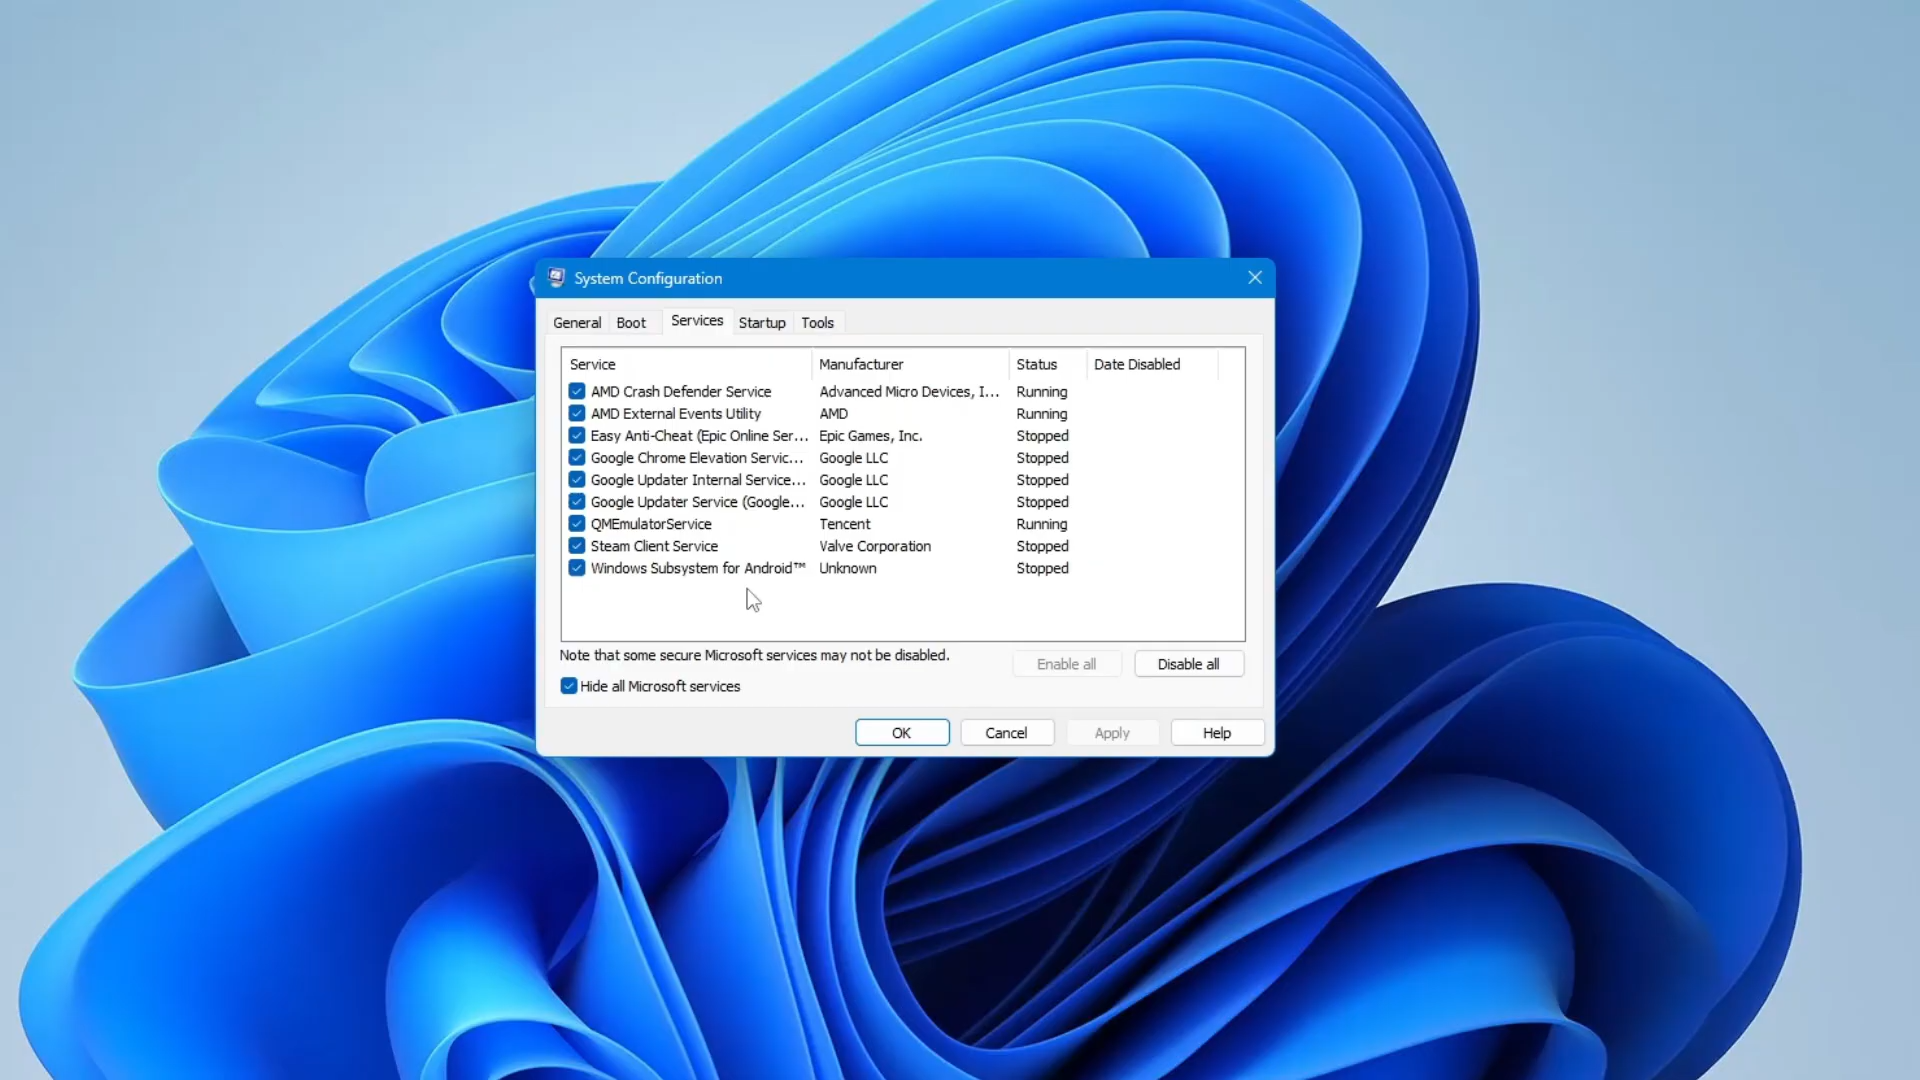 System Configuration
General Boot Services Startup Tools
Service Manufacturer Status Date Disabled
AMD Crash Defender Service Advanced Micro Devices, I... Running
AMD External Events Utility AMD Running
Easy Anti-Cheat (Epic Online Ser... Epic Games, Inc. Stopped
Google Chrome Elevation Servic... Google LLC Stopped
Google Updater Internal Service... Google LLC Stopped
Google Updater Service (Google... Google LLC Stopped
QMEmulatorService Tencent Running
Steam Client Service Valve Corporation Stopped
Windows Subsystem for Android™ Unknown Stopped
Note that some secure Microsoft services may not be disabled.
Enable all Disable all
Hide all Microsoft services
OK Cancel Apply Help